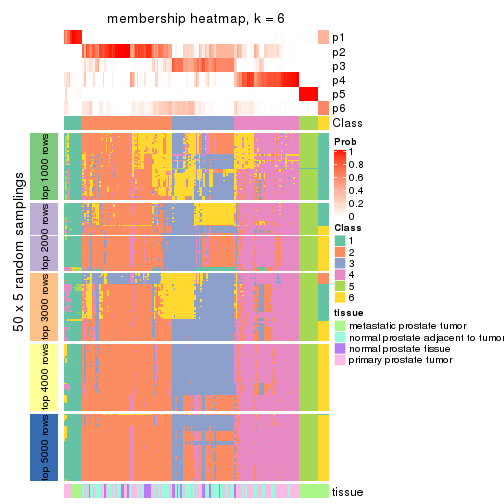 membership heatmap, k = 6
p1
p2
p3
p4
p5
p6
Class
50 x 5 random samplings
top 1000 rows
top 2000 rows
top 3000 rows
top 4000 rows
top 5000 rows
Prob
1
0.8
0.6
0.4
0.2
0
Class
1
2
3
4
5
6
tissue
metastatic prostate tumor
normal prostate adjacent to tumor
normal prostate tissue
primary prostate tumor
tissue